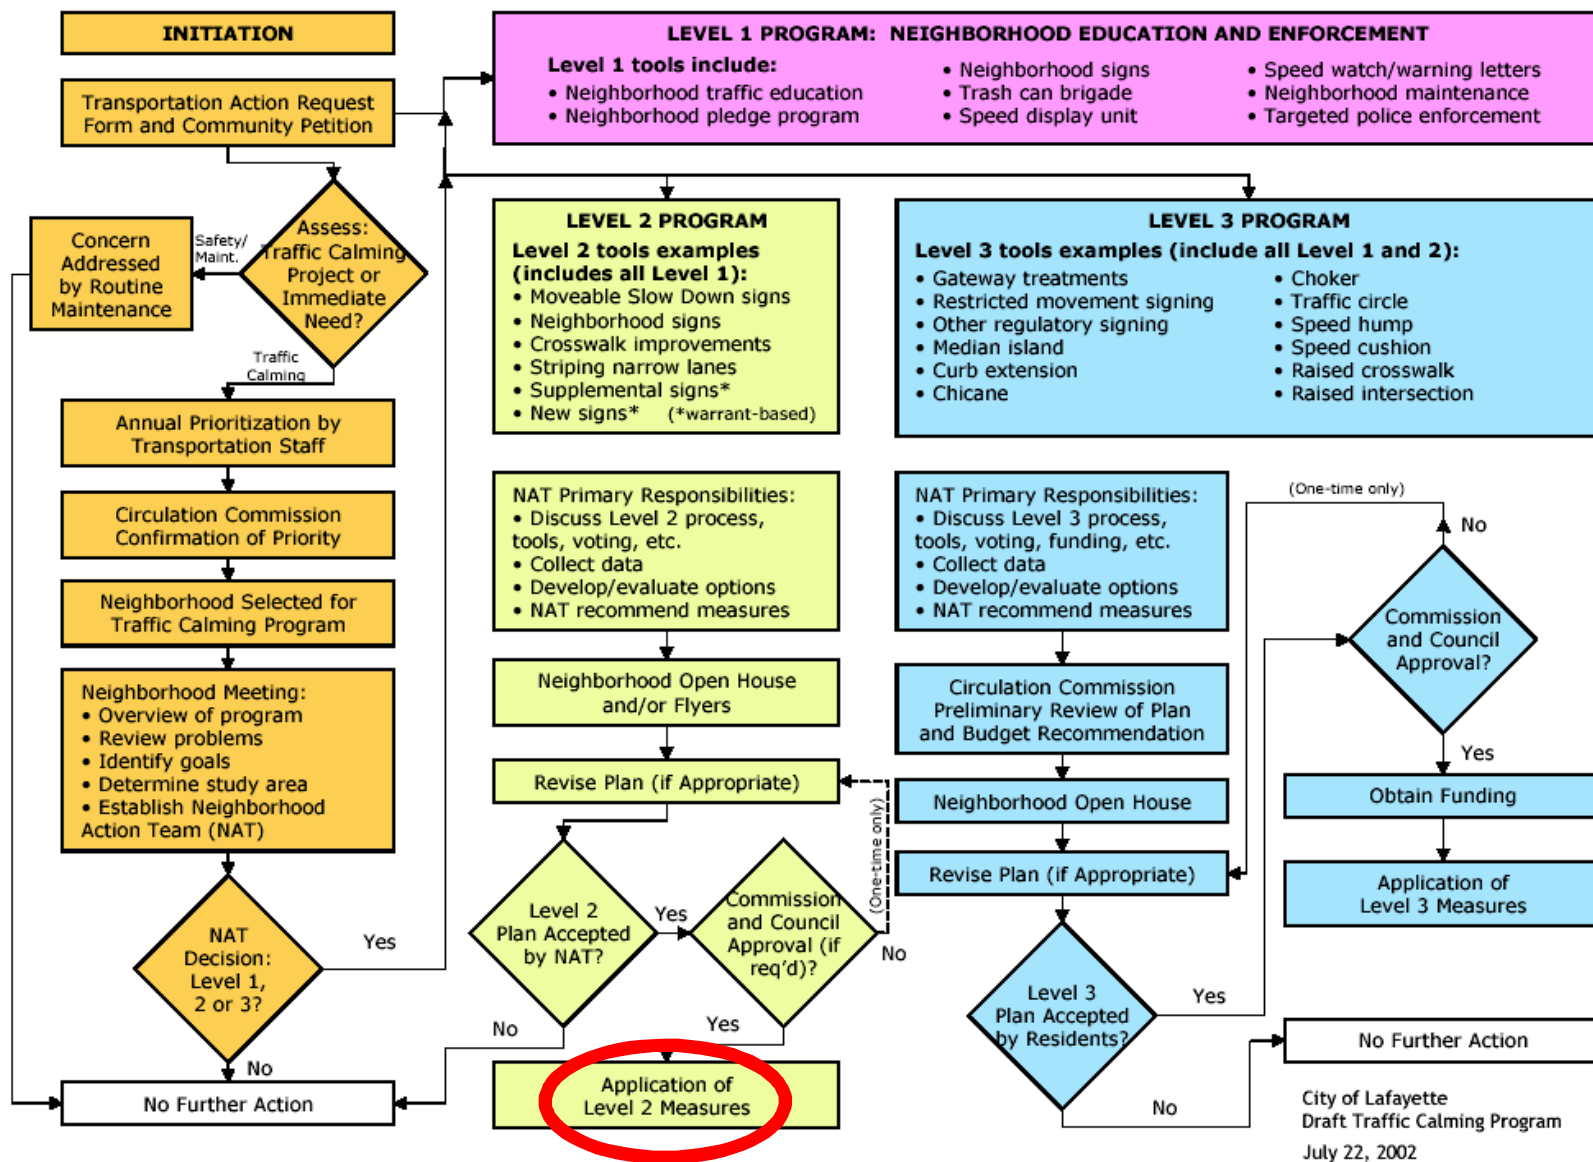 INITIATION
Transportation Action Request
Form and Community Petition
Assess:
Traffic Calming
Project or
Immediate
Need?
Safety/
Maint.
Concern
Addressed
by Routine
Maintenance
Traffic
Calming
Annual Prioritization by
Transportation Staff
Circulation Commission
Confirmation of Priority
Neighborhood Selected for
Traffic Calming Program
Neighborhood Meeting:
• Overview of program
• Review problems
• Identify goals
• Determine study area
• Establish Neighborhood
Action Team (NAT)
NAT
Decision:
Level 1,
2 or 3?
Yes
No
No Further Action
LEVEL 1 PROGRAM: NEIGHBORHOOD EDUCATION AND ENFORCEMENT
Level 1 tools include:
• Neighborhood traffic education
• Neighborhood pledge program
• Neighborhood signs
• Trash can brigade
• Speed display unit
• Speed watch/warning letters
• Neighborhood maintenance
• Targeted police enforcement
LEVEL 2 PROGRAM
Level 2 tools examples
(includes all Level 1):
• Moveable Slow Down signs
• Neighborhood signs
• Crosswalk improvements
• Striping narrow lanes
• Supplemental signs*
• New signs* (*warrant-based)
NAT Primary Responsibilities:
• Discuss Level 2 process,
tools, voting, etc.
• Collect data
• Develop/evaluate options
• NAT recommend measures
Neighborhood Open House
and/or Flyers
Revise Plan (if Appropriate)
(One-time only)
Level 2
Plan Accepted
by NAT?
Yes
No
Commission
and Council
Approval (if
req'd)?
No
Yes
Application of
Level 2 Measures
LEVEL 3 PROGRAM
Level 3 tools examples (include all Level 1 and 2):
• Gateway treatments
• Restricted movement signing
• Other regulatory signing
• Median island
• Curb extension
• Chicane
• Choker
• Traffic circle
• Speed hump
• Speed cushion
• Raised crosswalk
• Raised intersection
NAT Primary Responsibilities:
• Discuss Level 3 process,
tools, voting, funding, etc.
• Collect data
• Develop/evaluate options
• NAT recommend measures
Circulation Commission
Preliminary Review of Plan
and Budget Recommendation
Neighborhood Open House
Revise Plan (if Appropriate)
Level 3
Plan Accepted
by Residents?
Yes
No
(One-time only)
No
Commission
and Council
Approval?
Yes
Obtain Funding
Application of
Level 3 Measures
No Further Action
City of Lafayette
Draft Traffic Calming Program
July 22, 2002